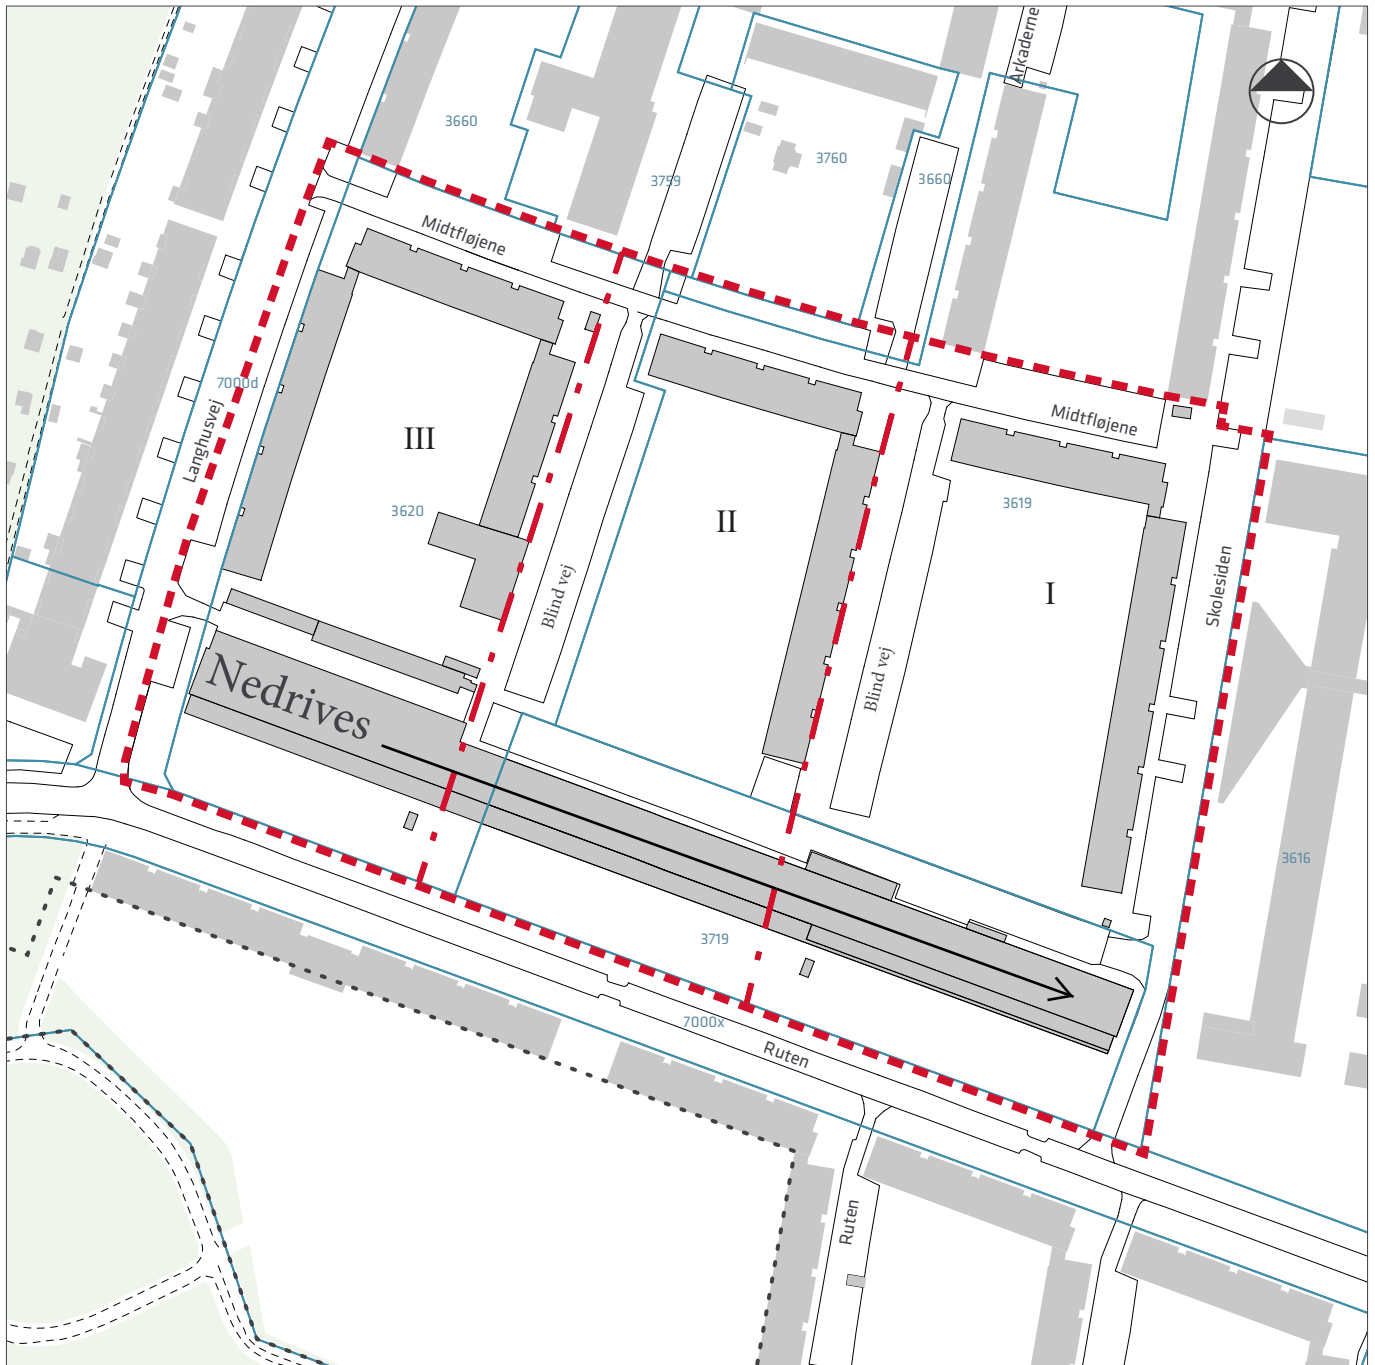 Arkaderne
3660
3760
3759
3660
Midtfløjene
7000d
Langhusvej
Midtfløjene
III
3620
II
3619
I
Blind vej
Skolesiden
Blind vej
Nedrives
3616
3719
7000x
Ruten
Ruten